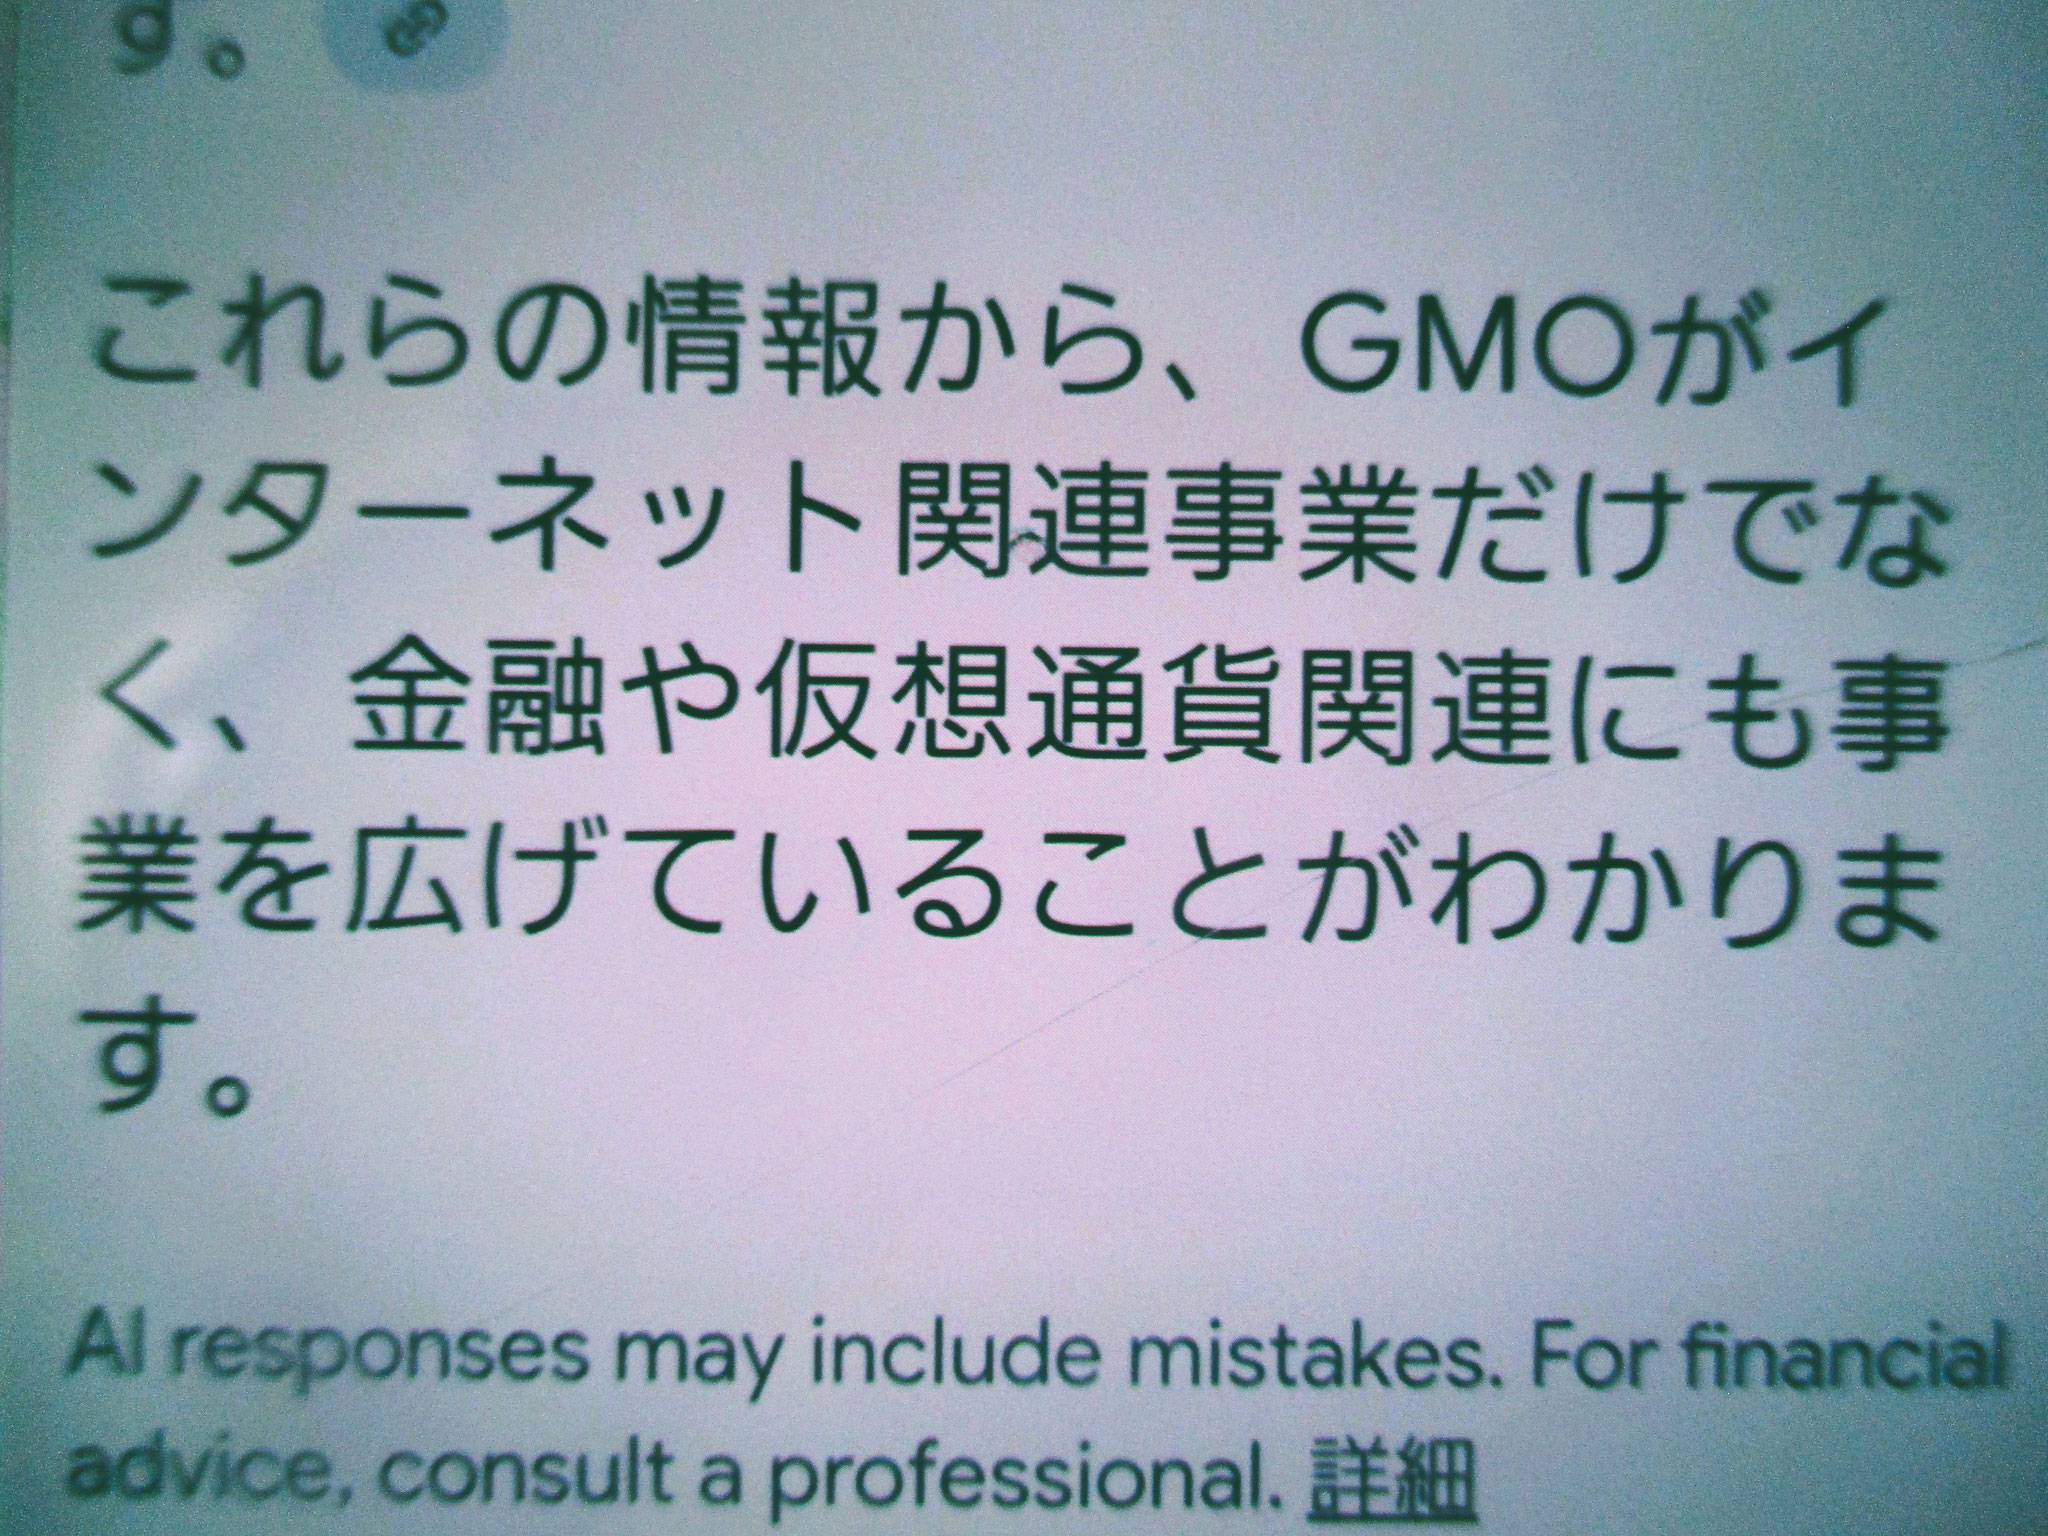 す。
これらの情報から、GMOがイ
ンターネット関連事業だけでな
く、金融や仮想通貨関連にも事
業を広げていることがわかりま
す。
AI responses may include mistakes. For financial
advice, consult a professional. 詳細